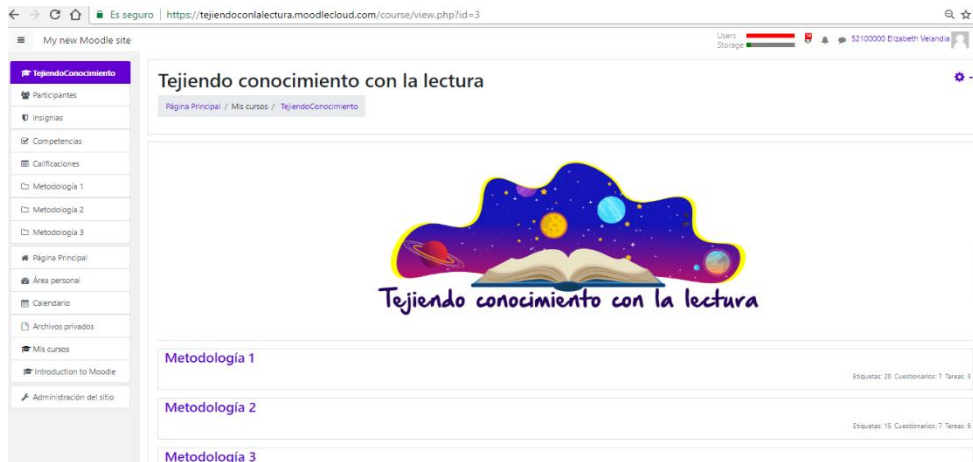 Es seguro https://tejiendoconlalectura.moodlecloud.com/course/view.php?id=3
My new Moodle site
Users
Storage
52100000 Elizabeth Velandia
TejiendoConocimiento
Participantes
Insignias
Competencias
Calificaciones
Metodología 1
Metodología 2
Metodología 3
Página Principal
Área personal
Calendario
Archivos privados
Mis cursos
Introduction to Moodle
Administración del sitio
Tejiendo conocimiento con la lectura
Página Principal / Mis cursos / TejiendoConocimiento
Tejiendo conocimiento con la lectura
Metodología 1
Etiquetas: 20 Cuestionarios: 7 Tareas: 3
Metodología 2
Etiquetas: 15 Cuestionarios: 7 Tareas: 6
Metodología 3